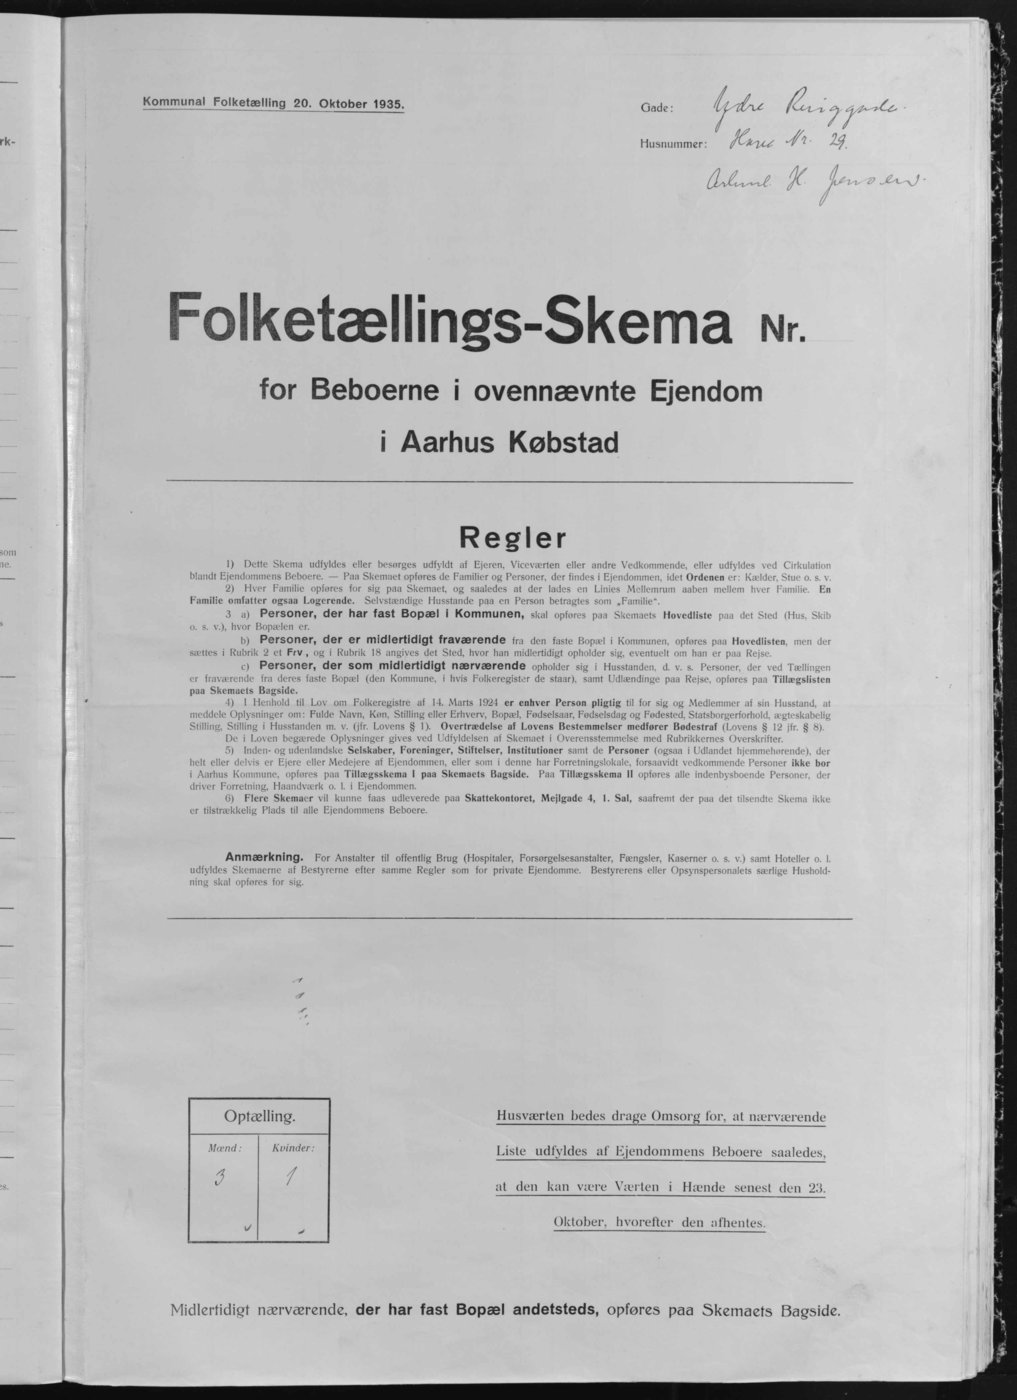 Kommunal Folketælling 20. Oktober 1935.
Gade: Ydre Ringgade.
Husnummer: Have Nr. 29.
H. Jensen.
Folketællings-Skema Nr.
for Beboerne i ovennævnte Ejendom
i Aarhus Købstad
Regler
1) Dette Skema udfyldes eller besørges udfyldt af Ejeren, Viceværten eller andre Vedkommende, eller udfyldes ved Cirkulation
blandt Ejendommens Beboere. — Paa Skemaet opføres de Familier og Personer, der findes i Ejendommen, idet Ordenen er: Kælder, Stue o. s. v.
2) Hver Familie opføres for sig paa Skemaet, og saaledes at der lades en Linies Mellemrum aaben mellem hver Familie. En
Familie omfatter ogsaa Logerende. Selvstændige Husstande paa en Person betragtes som „Familie“.
3 a) Personer, der har fast Bopæl i Kommunen, skal opføres paa Skemaets Hovedliste paa det Sted (Hus, Skib
o. s. v.), hvor Bopælen er.
b) Personer, der er midlertidigt fraværende fra den faste Bopæl i Kommunen, opføres paa Hovedlisten, men der
sættes i Rubrik 2 et Frv., og i Rubrik 18 angives det Sted, hvor han midlertidigt opholder sig, eventuelt om han er paa Rejse.
c) Personer, der som midlertidigt nærværende opholder sig i Husstanden, d. v. s. Personer, der ved Tællingen
er fraværende fra deres faste Bopæl (den Kommune, i hvis Folkeregister de staar), samt Udlændinge paa Rejse, opføres paa Tillægslisten
paa Skemaets Bagside.
4) I Henhold til Lov om Folkeregistre af 14. Marts 1924 er enhver Person pligtig til for sig og Medlemmer af sin Husstand, at
meddele Oplysninger om: Fulde Navn, Køn, Stilling eller Erhverv, Bopæl, Fødselsaar, Fødselsdag og Fødested, Statsborgerforhold, ægteskabelig
Stilling, Stilling i Husstanden m. v. (jfr. Lovens § 1). Overtrædelse af Lovens Bestemmelser medfører Bødestraf (Lovens § 12 jfr. § 8).
De i Loven begærede Oplysninger gives ved Udfyldelsen af Skemaet i Overensstemmelse med Rubrikkernes Overskrifter.
5) Inden- og udenlandske Selskaber, Foreninger, Stiftelser, Institutioner samt de Personer (ogsaa i Udlandet hjemmehørende), der
helt eller delvis er Ejere eller Medejere af Ejendommen, eller som i denne har Forretningslokale, forsaavidt vedkommende Personer ikke bor
i Aarhus Kommune, opføres paa Tillægsskema I paa Skemaets Bagside. Paa Tillægsskema II opføres alle indenbysboende Personer, der
driver Forretning, Haandværk o. l. i Ejendommen.
6) Flere Skemaer vil kunne faas udleverede paa Skattekontoret, Mejlgade 4, 1. Sal, saafremt der paa det tilsendte Skema ikke
er tilstrækkelig Plads til alle Ejendommens Beboere.
Anmærkning. For Anstalter til offentlig Brug (Hospitaler, Forsørgelsesanstalter, Fængsler, Kaserner o. s. v.) samt Hoteller o. l.
udfyldes Skemaerne af Bestyrerne efter samme Regler som for private Ejendomme. Bestyrerens eller Opsynspersonalets særlige Hushold-
ning skal opføres for sig.
Optælling.
Mænd: Kvinder:
3 1
Husværten bedes drage Omsorg for, at nærværende
Liste udfyldes af Ejendommens Beboere saaledes,
at den kan være Værten i Hænde senest den 23.
Oktober, hvorefter den afhentes.
Midlertidigt nærværende, der har fast Bopæl andetsteds, opføres paa Skemaets Bagside.